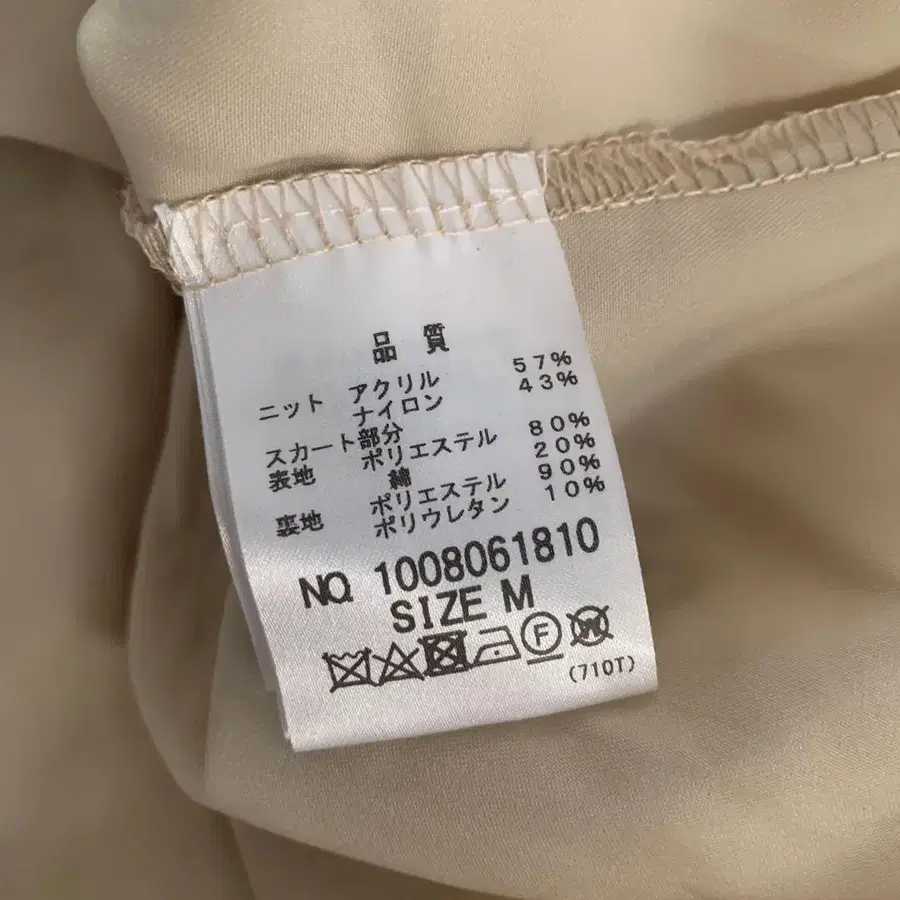 品質
ニット アクリル 57%
ナイロン 43%
スカート部分
表地 ポリエステル 80%
綿 20%
裏地 ポリエステル 90%
ポリウレタン 10%
NO. 1008061810
SIZE M
F W
(710T)